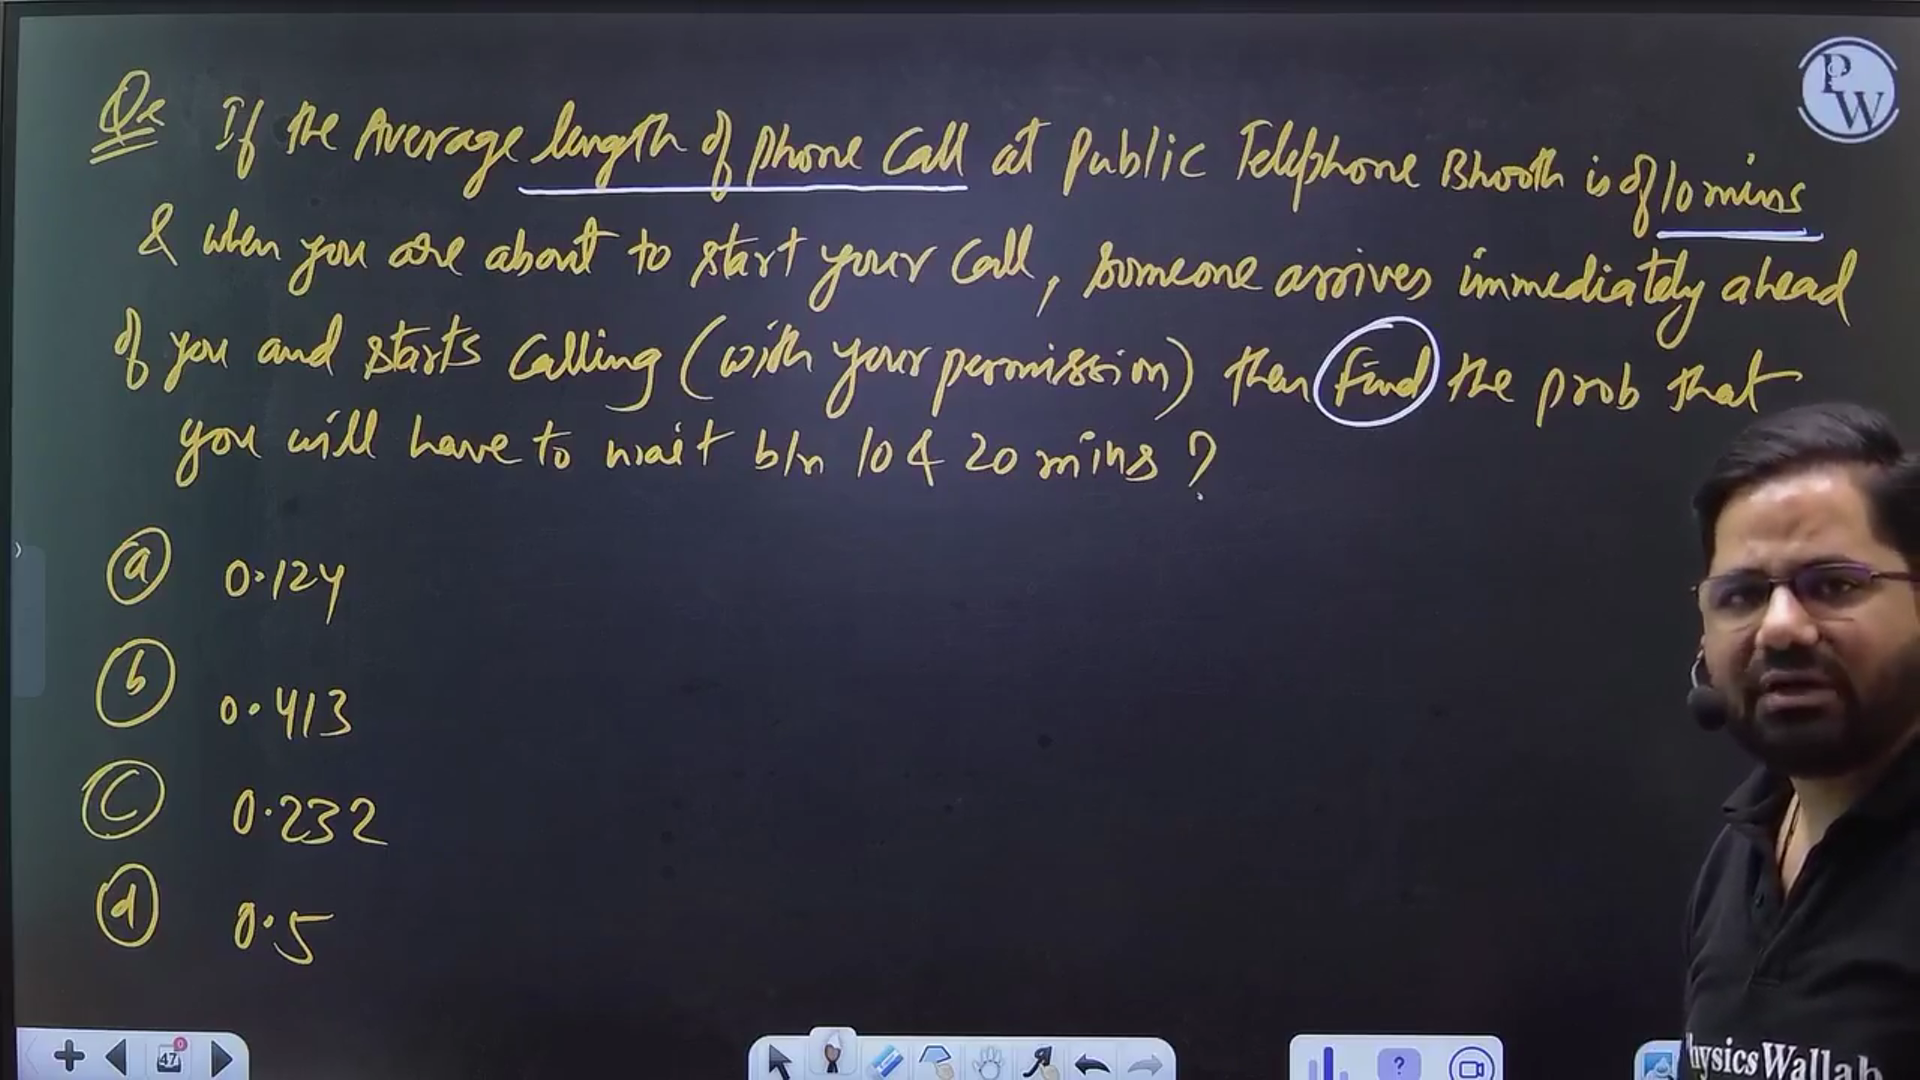 PW
Qs If the Average length of phone Call at public Telephone Bhooth is of 10 mins
& when you are about to start your Call, someone arrives immediately ahead
of you and starts Calling (with your permission) then find the prob that
you will have to wait b/n 10 & 20 mins ?
(a) 0.124
(b) 0.413
(c) 0.232
(d) 0.5
47
0
?
hysics Wallah